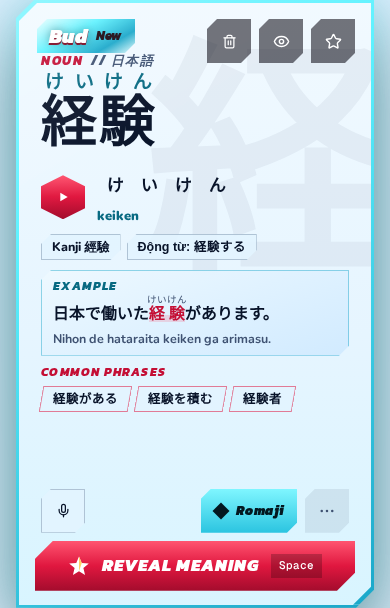 Bud New
NOUN // 日本語
けいけん
経験
けいけん
keiken
Kanji 經驗
Động từ: 経験する
EXAMPLE
けいけん
日本で働いた経験があります。
Nihon de hataraita keiken ga arimasu.
COMMON PHRASES
経験がある 経験を積む 経験者
Romaji
REVEAL MEANING Space
経